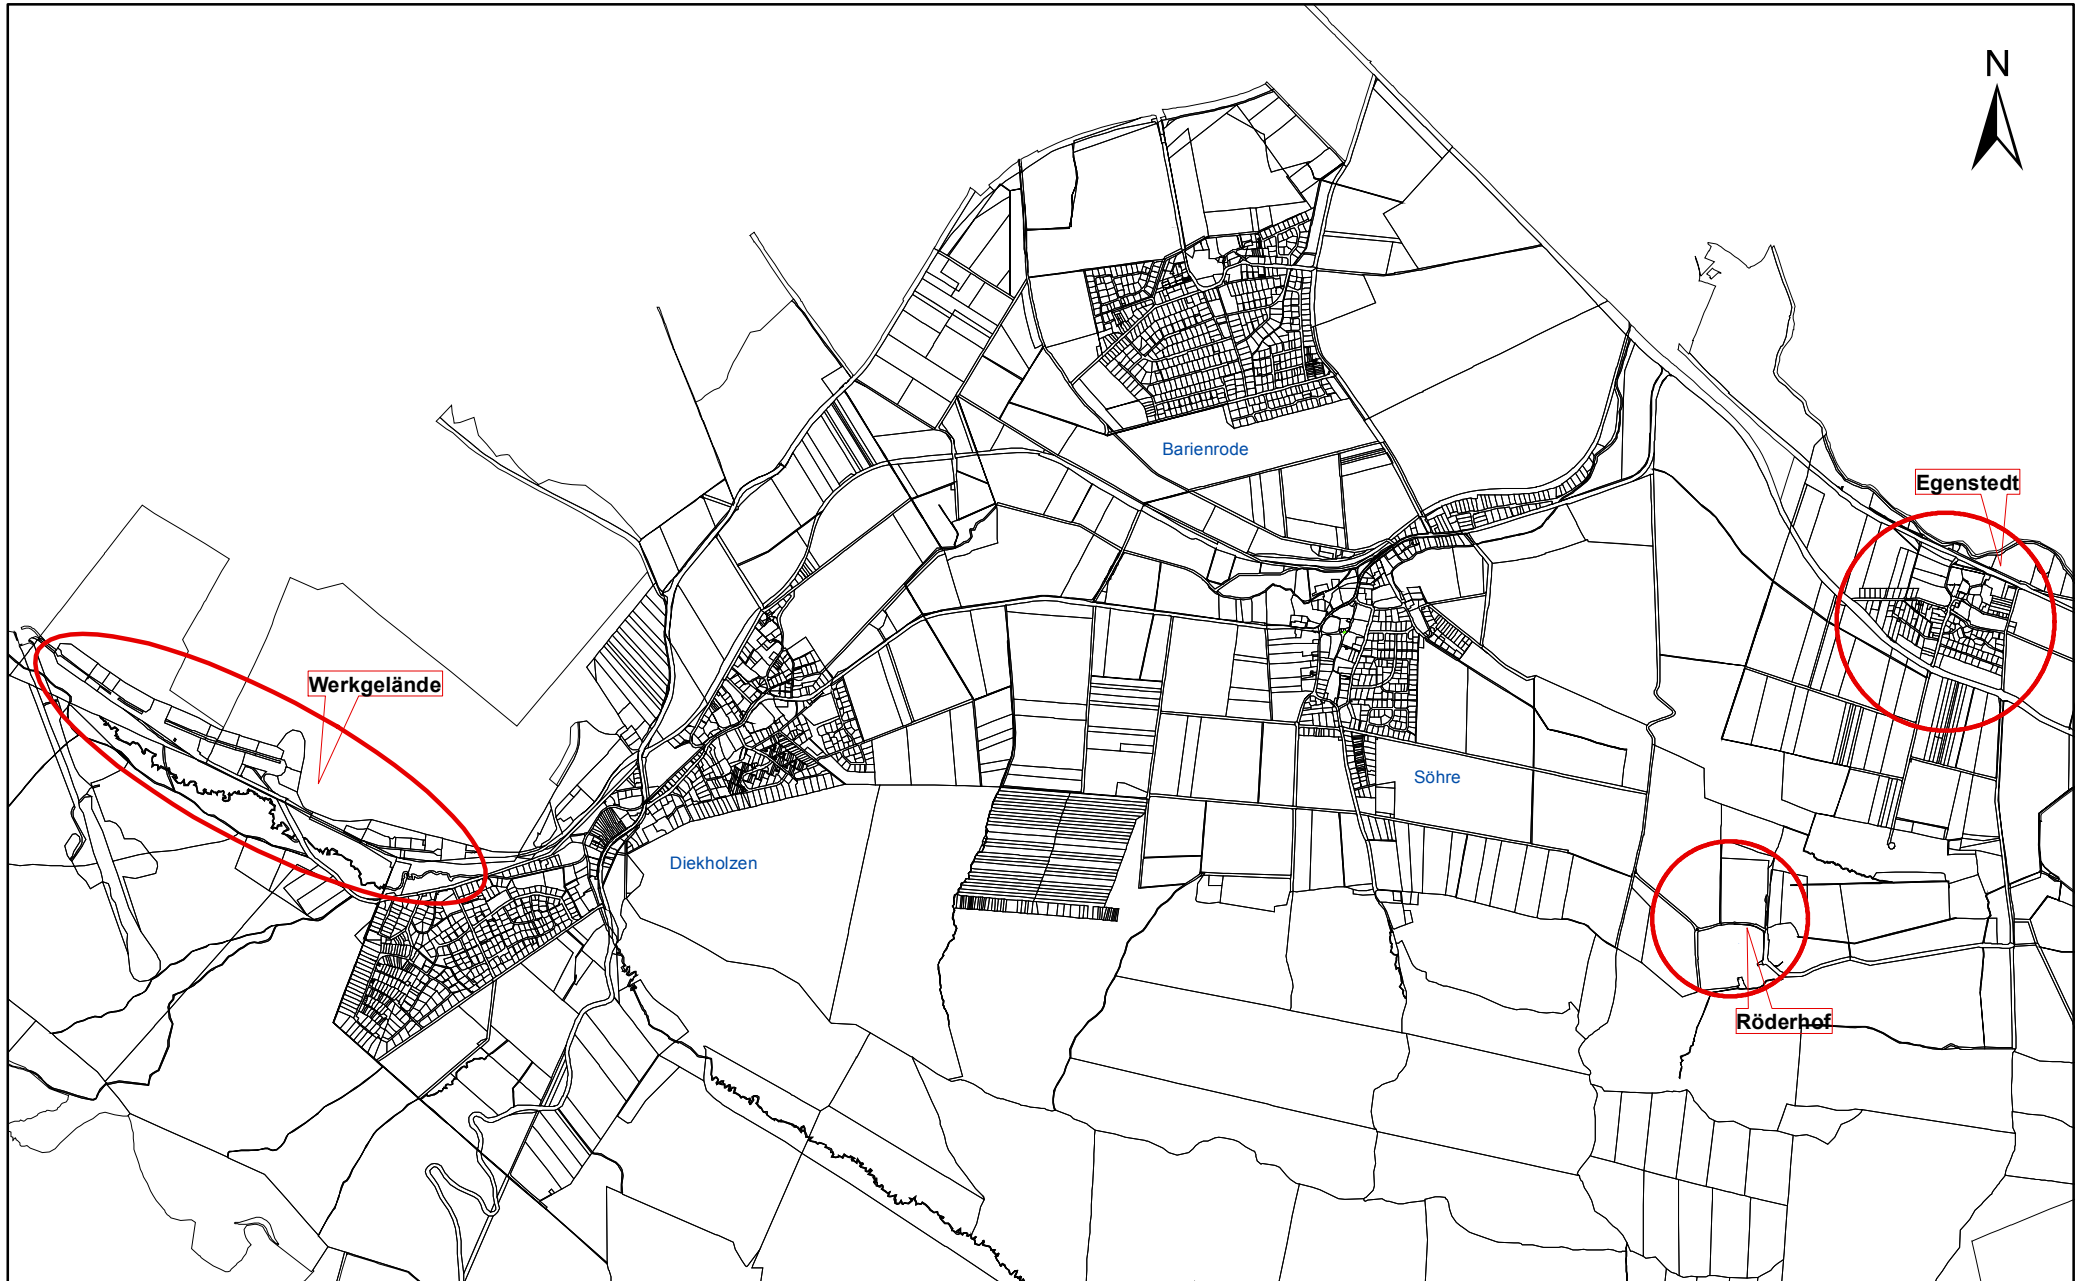 N
Barienrode
Egenstedt
Werkgelände
Söhre
Diekholzen
Röderhof